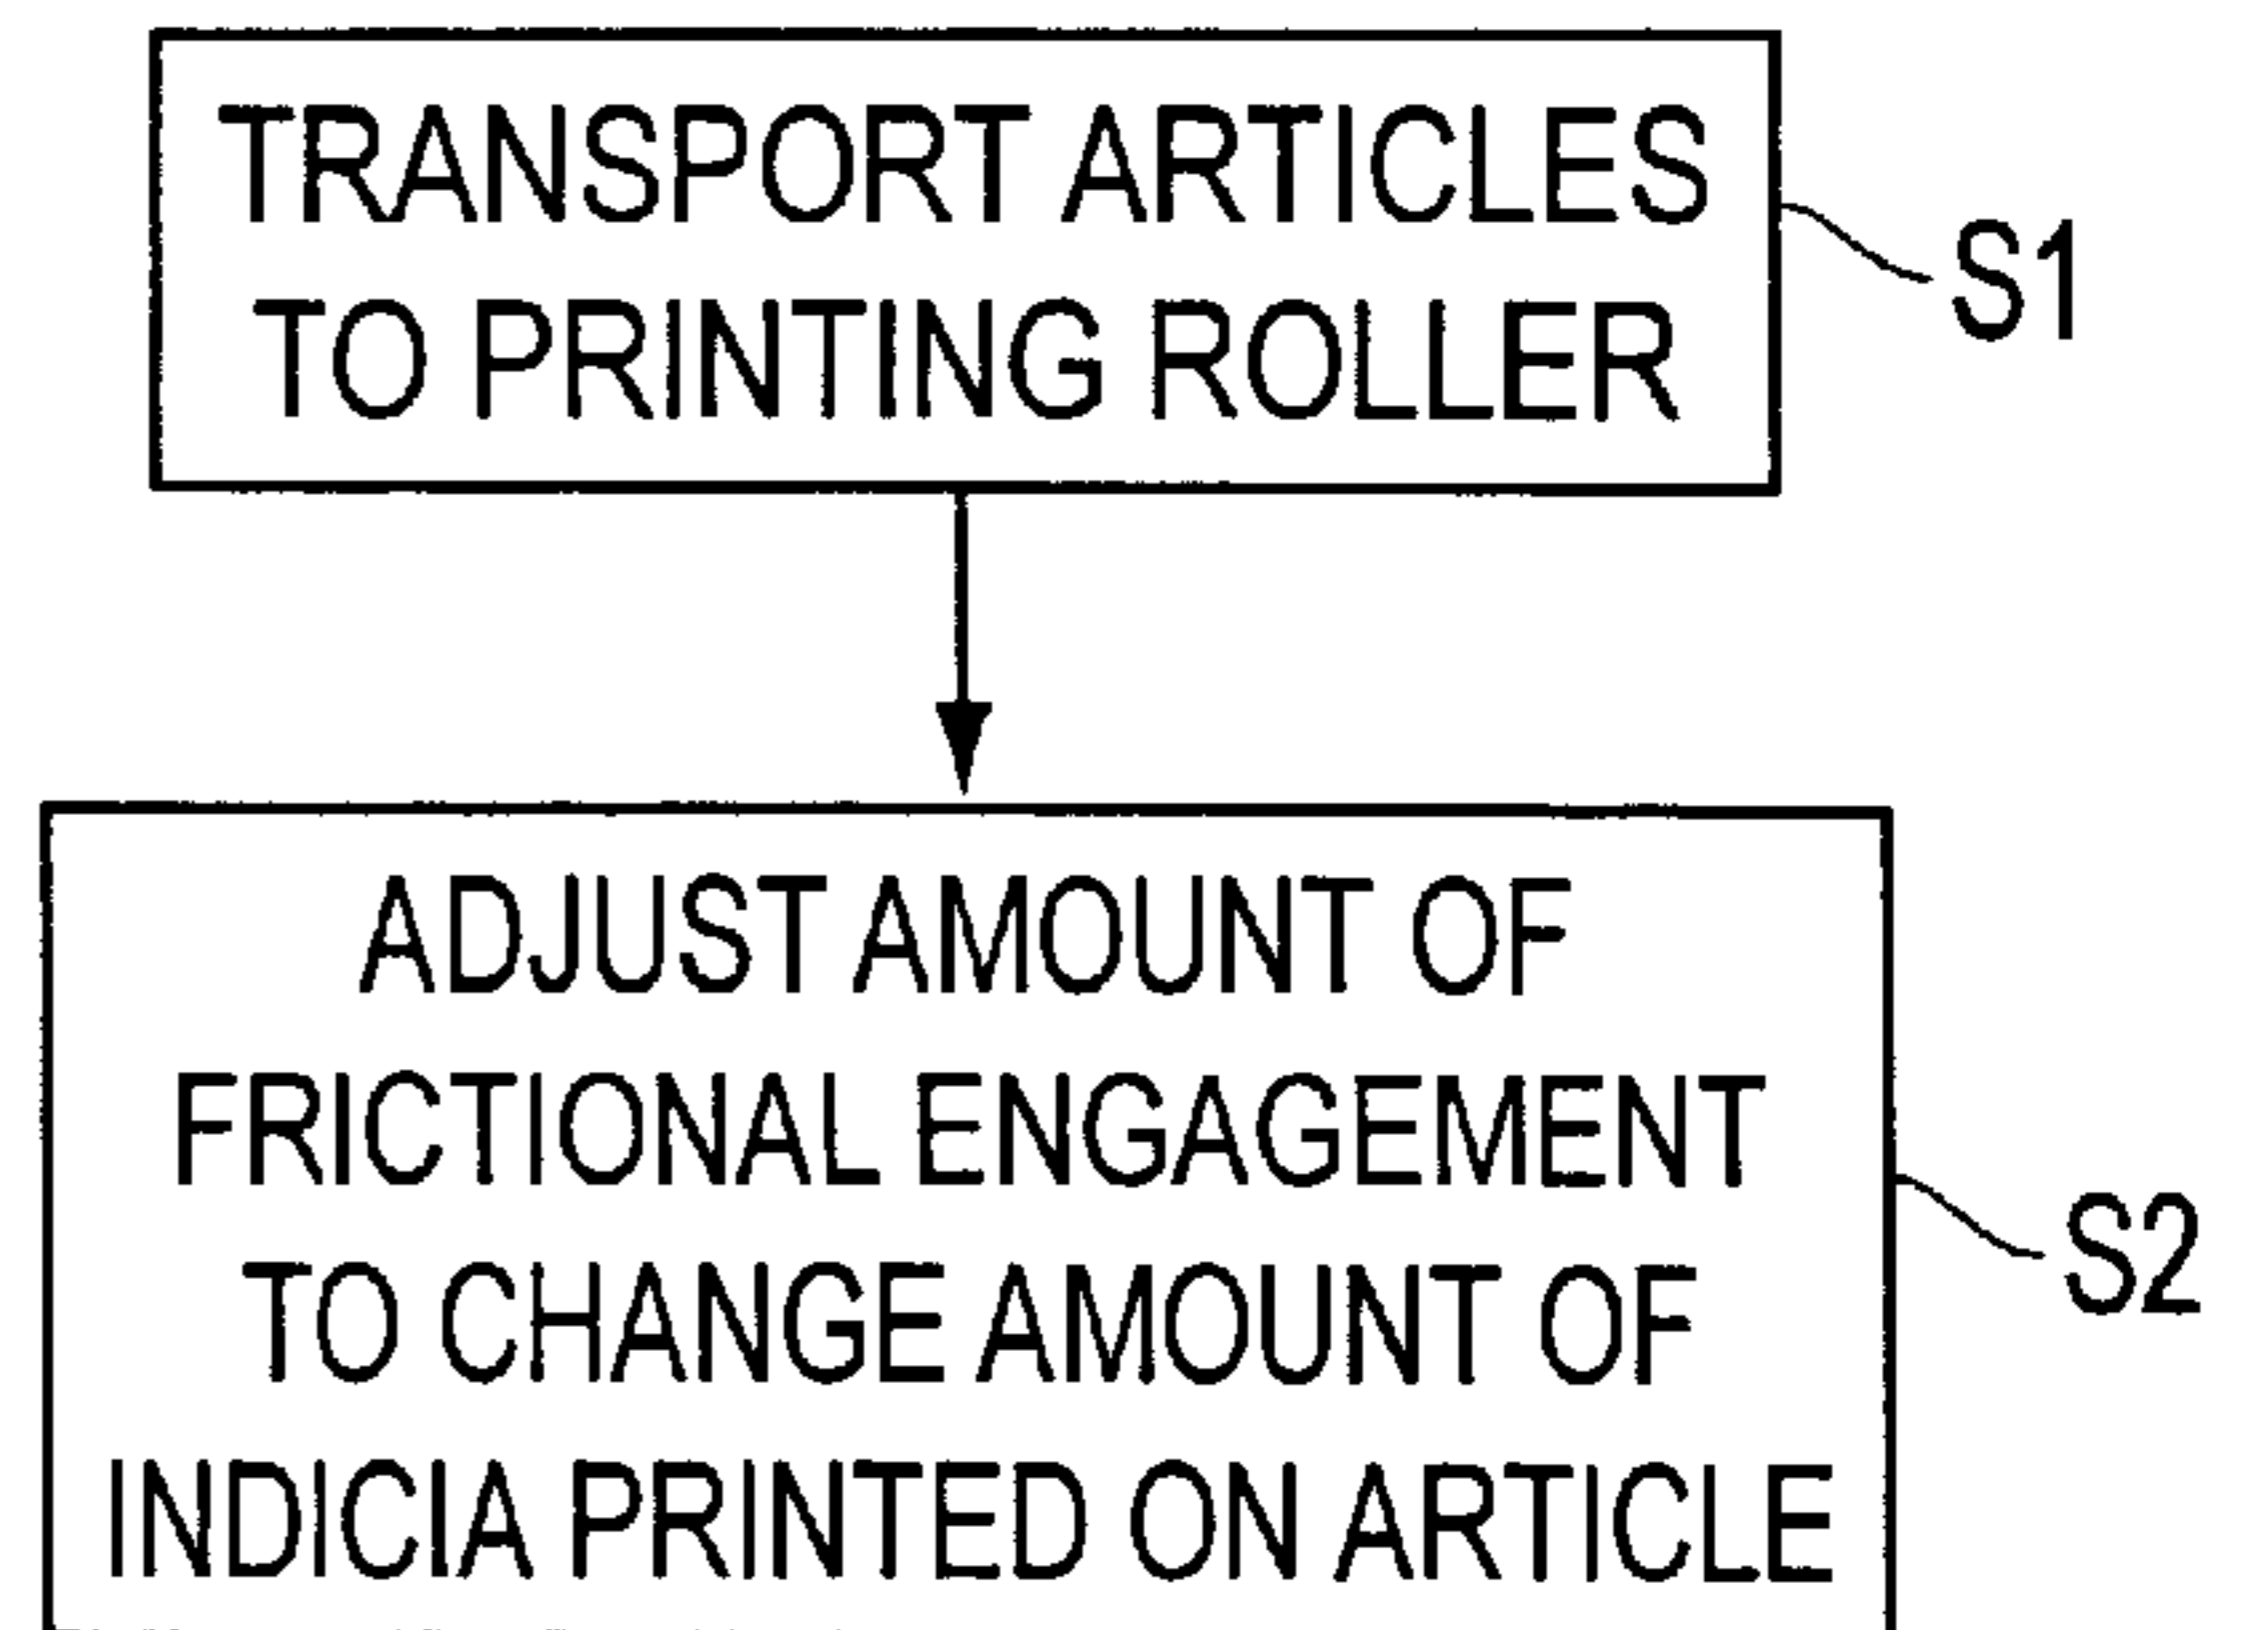 TRANSPORT ARTICLES
TO PRINTING ROLLER
S1
ADJUST AMOUNT OF
FRICTIONAL ENGAGEMENT
TO CHANGE AMOUNT OF
INDICIA PRINTED ON ARTICLE
S2